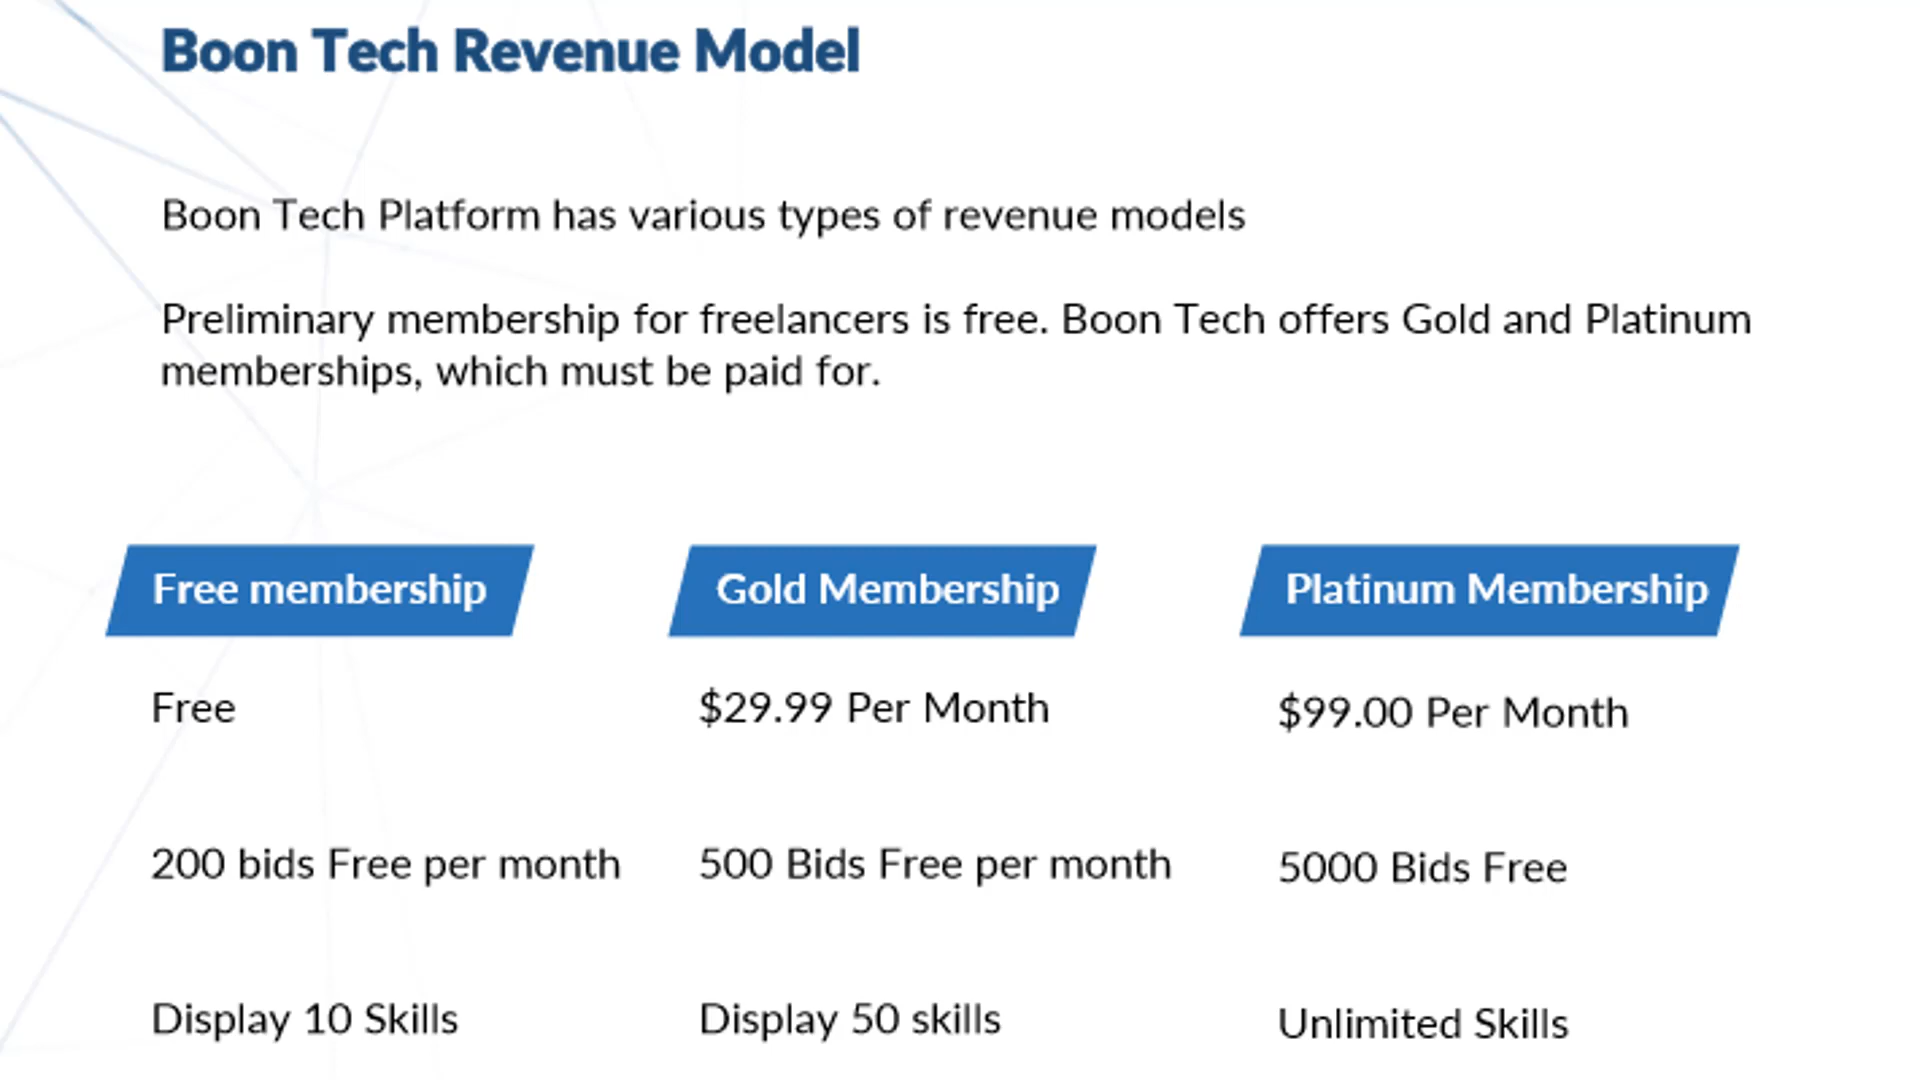 Boon Tech Revenue Model
Boon Tech Platform has various types of revenue models
Preliminary membership for freelancers is free. Boon Tech offers Gold and Platinum
memberships, which must be paid for.
Free membership
Gold Membership
Platinum Membership
Free
$29.99 Per Month
$99.00 Per Month
200 bids Free per month
500 Bids Free per month
5000 Bids Free
Display 10 Skills
Display 50 skills
Unlimited Skills